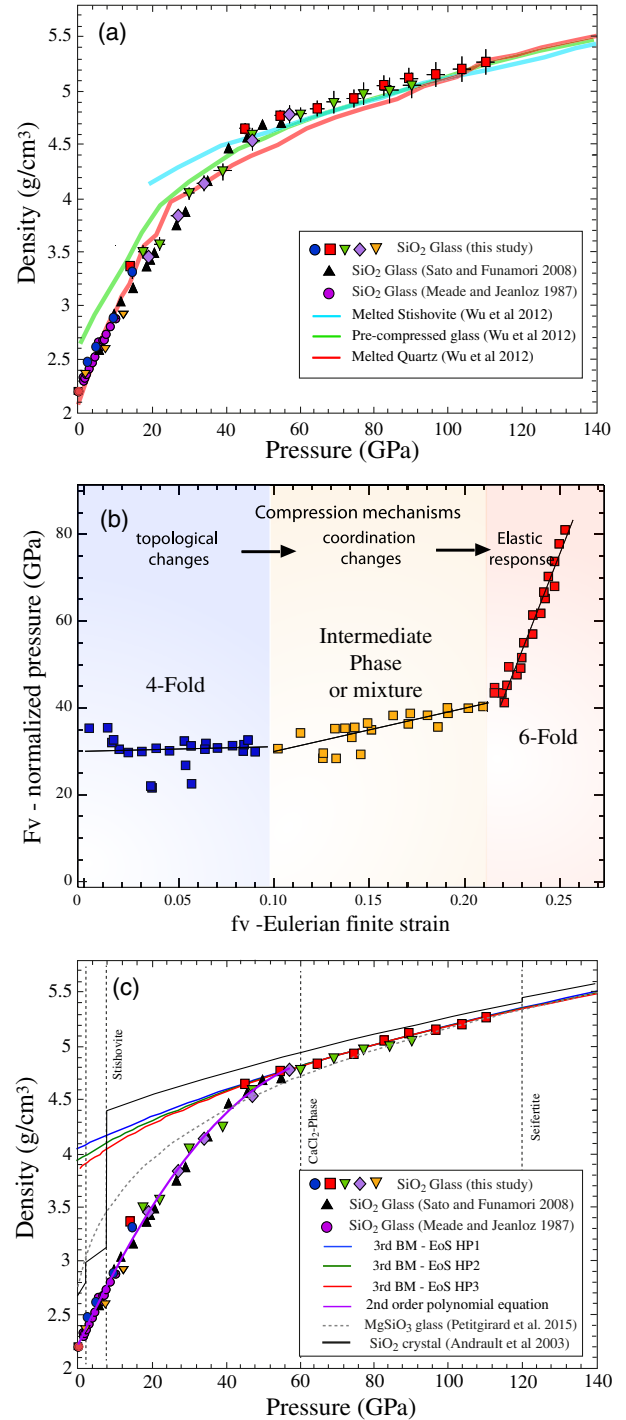 (a)
5.5
5
4.5
4
3.5
3
2.5
2
Density (g/cm³)
SiO₂ Glass (this study)
SiO₂ Glass (Sato and Funamori 2008)
SiO₂ Glass (Meade and Jeanloz 1987)
Melted Stishovite (Wu et al 2012)
Pre-compressed glass (Wu et al 2012)
Melted Quartz (Wu et al 2012)
0 20 40 60 80 100 120 140
Pressure (GPa)
(b)
Compression mechanisms
topological changes
coordination changes
Elastic response
80
60
40
20
0
Fv - normalized pressure (GPa)
4-Fold
Intermediate
Phase
or mixture
6-Fold
0 0.05 0.10 0.15 0.20 0.25
fv -Eulerian finite strain
(c)
5.5
5
4.5
4
3.5
3
2.5
2
Density (g/cm³)
Stishovite
CaCl₂-Phase
Seifertite
SiO₂ Glass (this study)
SiO₂ Glass (Sato and Funamori 2008)
SiO₂ Glass (Meade and Jeanloz 1987)
3rd BM - EoS HP1
3rd BM - EoS HP2
3rd BM - EoS HP3
2nd order polynomial equation
MgSiO₃ glass (Petitgirard et al. 2015)
SiO₂ crystal (Andrault et al 2003)
0 20 40 60 80 100 120 140
Pressure (GPa)